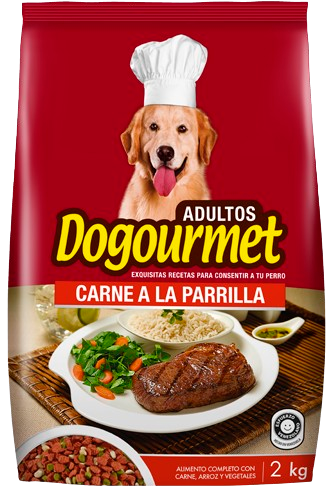 ADULTOS
Dogourmet
EXQUISITAS RECETAS PARA CONSENTIR A TU PERRO
CARNE A LA PARRILLA
ALIMENTO COMPLETO CON
CARNE, ARROZ Y VEGETALES
2 kg